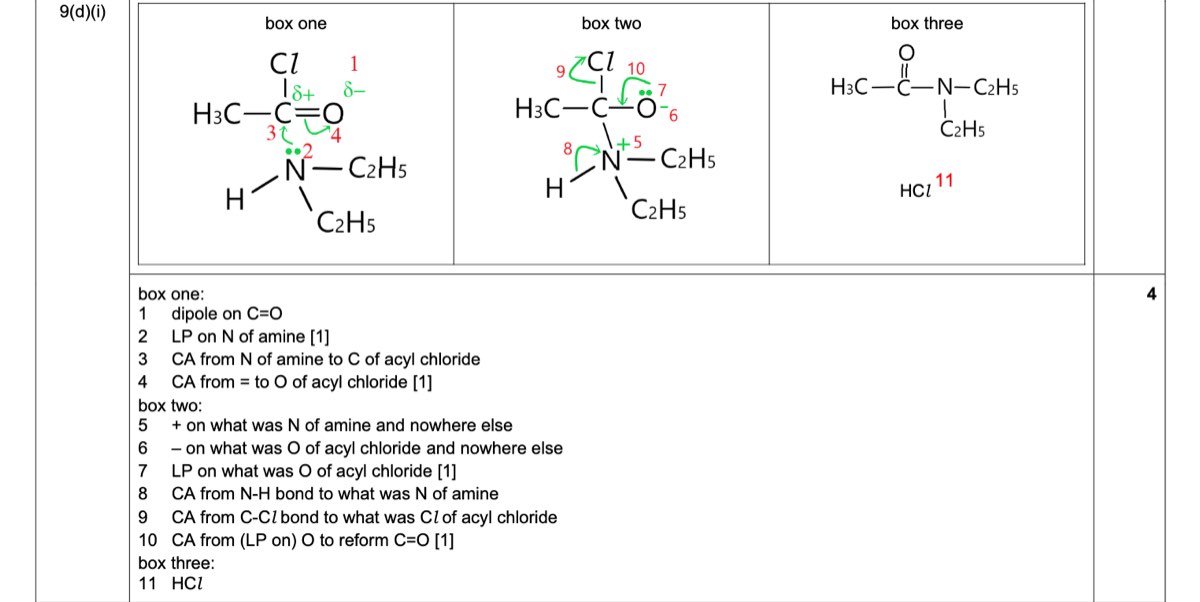 9(d)(i)
box one
box two
box three
Cl 1
δ+ δ–
H3C—C=O
3 4
2
N—C2H5
H
C2H5
9 Cl 10
7
H3C—C—O– 6
+5
8 N—C2H5
H
C2H5
O
H3C—C—N—C2H5
C2H5
HCl 11
box one:
4
1 dipole on C=O
2 LP on N of amine [1]
3 CA from N of amine to C of acyl chloride
4 CA from = to O of acyl chloride [1]
box two:
5 + on what was N of amine and nowhere else
6 – on what was O of acyl chloride and nowhere else
7 LP on what was O of acyl chloride [1]
8 CA from N-H bond to what was N of amine
9 CA from C-Cl bond to what was Cl of acyl chloride
10 CA from (LP on) O to reform C=O [1]
box three:
11 HCl